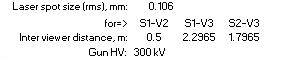 Laser spot size (rms), mm: 0.106
for=> S1-V2 S1-V3 S2-V3
Inter viewer distance, m: 0.5 2.2965 1.7965
Gun HV: 300 kV